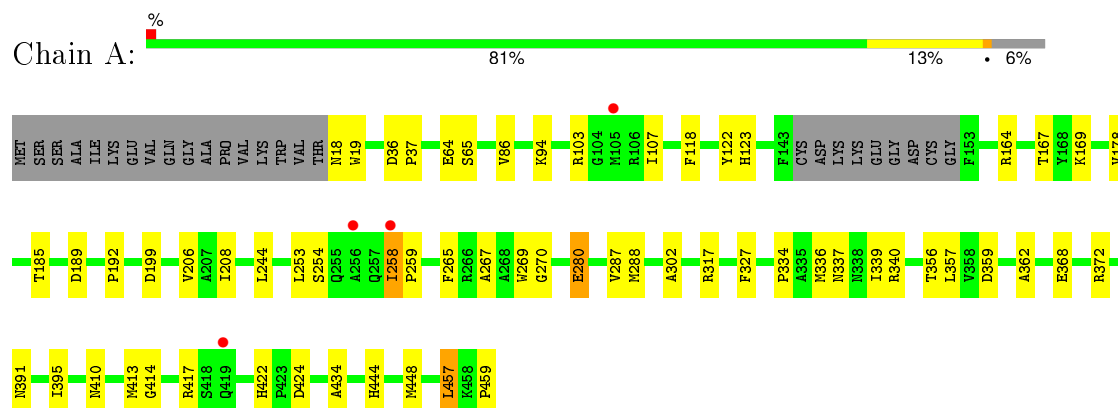 %
Chain A:
81% 13% • 6%
MET SER SER ALA ILE LYS GLU VAL GLN GLY ALA PRO VAL LYS TRP VAL THR N18 W19 D36 P37 E64 S65 V86 K94 R103 G104 M105 R106 I107 F118 Y122 H123 F143 CYS ASP LYS LYS GLU GLY ASP CYS GLY F153 R164 T167 Y168 K169 V178
T185 D189 P192 D199 V206 A207 I208 L244 L253 S254 Q255 A256 Q257 I258 P259 F265 R266 A267 A268 W269 G270 E280 V287 M288 A302 R317 F327 P334 A335 M336 N337 N338 I339 R340 T356 L357 V358 D359 A362 E368 R372
N391 I395 N410 M413 G414 R417 S418 Q419 H422 P423 D424 A434 H444 M448 L457 K458 P459